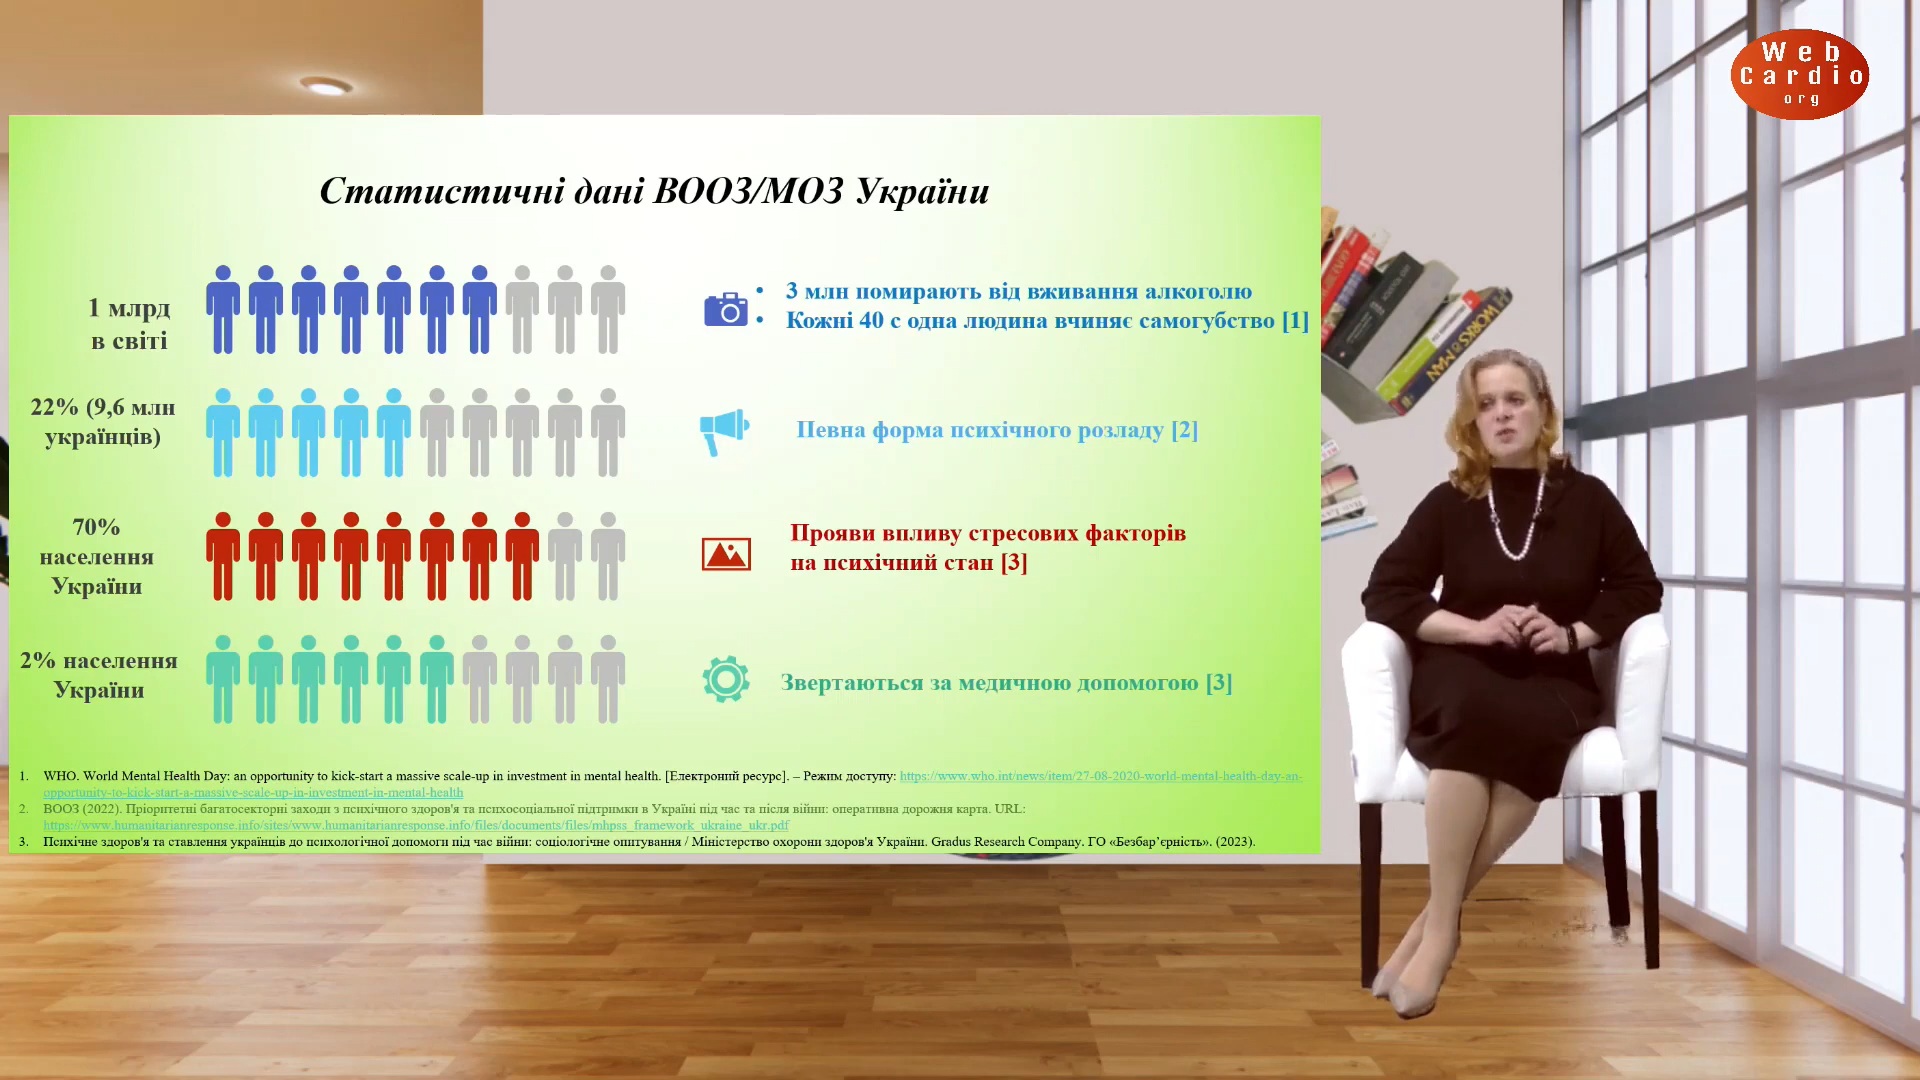 Web
Cardio
org
Статистичні дані ВООЗ/МОЗ України
1 млрд
в світі
• 3 млн помирають від вживання алкоголю
• Кожні 40 с одна людина вчиняє самогубство [1]
22% (9,6 млн
українців)
Певна форма психічного розладу [2]
70%
населення
України
Прояви впливу стресових факторів
на психічний стан [3]
2% населення
України
Звертаються за медичною допомогою [3]
1. WHO. World Mental Health Day: an opportunity to kick-start a massive scale-up in investment in mental health. [Електронний ресурс]. – Режим доступу: https://www.who.int/news/item/27-08-2020-world-mental-health-day-an-
opportunity-to-kick-start-a-massive-scale-up-in-investment-in-mental-health
2. ВООЗ (2022). Пріоритетні багатосекторні заходи з психічного здоров'я та психосоціальної підтримки в Україні під час та після війни: оперативна дорожня карта. URL:
https://www.humanitarianresponse.info/sites/www.humanitarianresponse.info/files/documents/files/mhpss_framework_ukraine_ukr.pdf
3. Психічне здоров'я та ставлення українців до психологічної допомоги під час війни: соціологічне опитування / Міністерство охорони здоров'я України. Gradus Research Company. ГО «Безбар’єрність». (2023).
WORKS
MAN